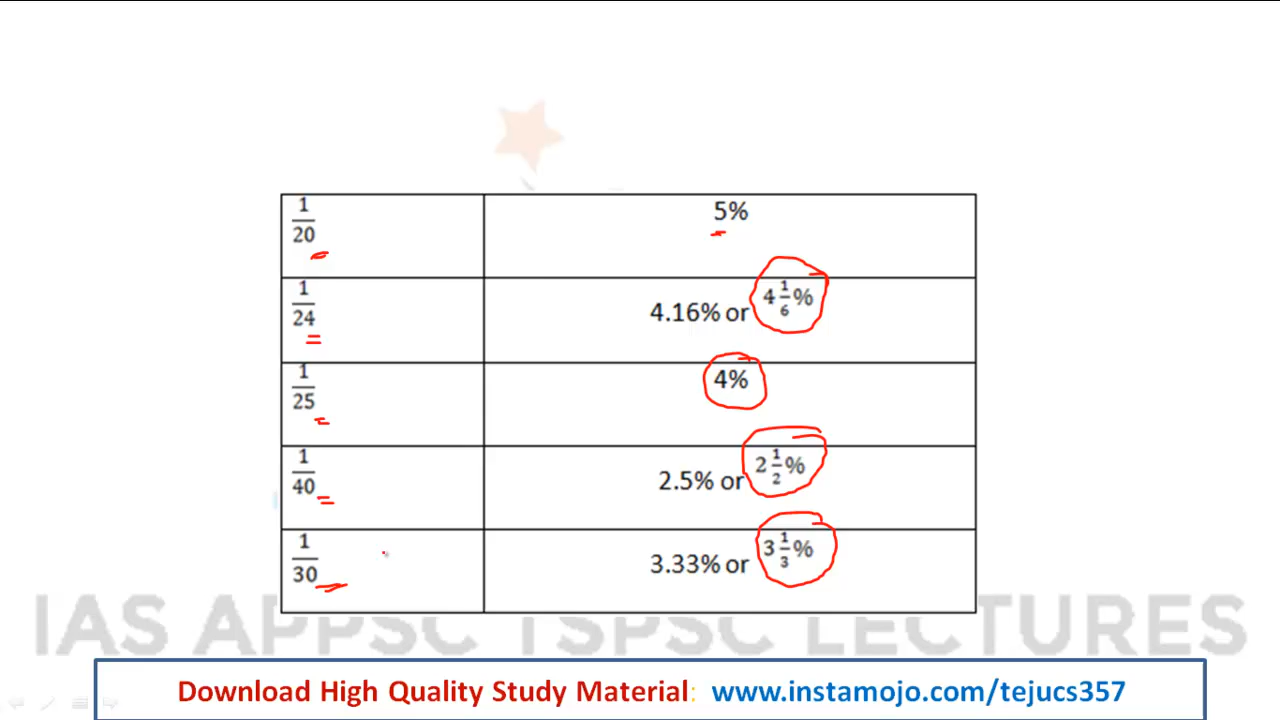 1/20 5%
1/24 4.16% or 4 1/6%
1/25 4%
1/40 2.5% or 2 1/2%
1/30 3.33% or 3 1/3%
IAS APPSC TSPSC LECTURES
Download High Quality Study Material: www.instamojo.com/tejucs357